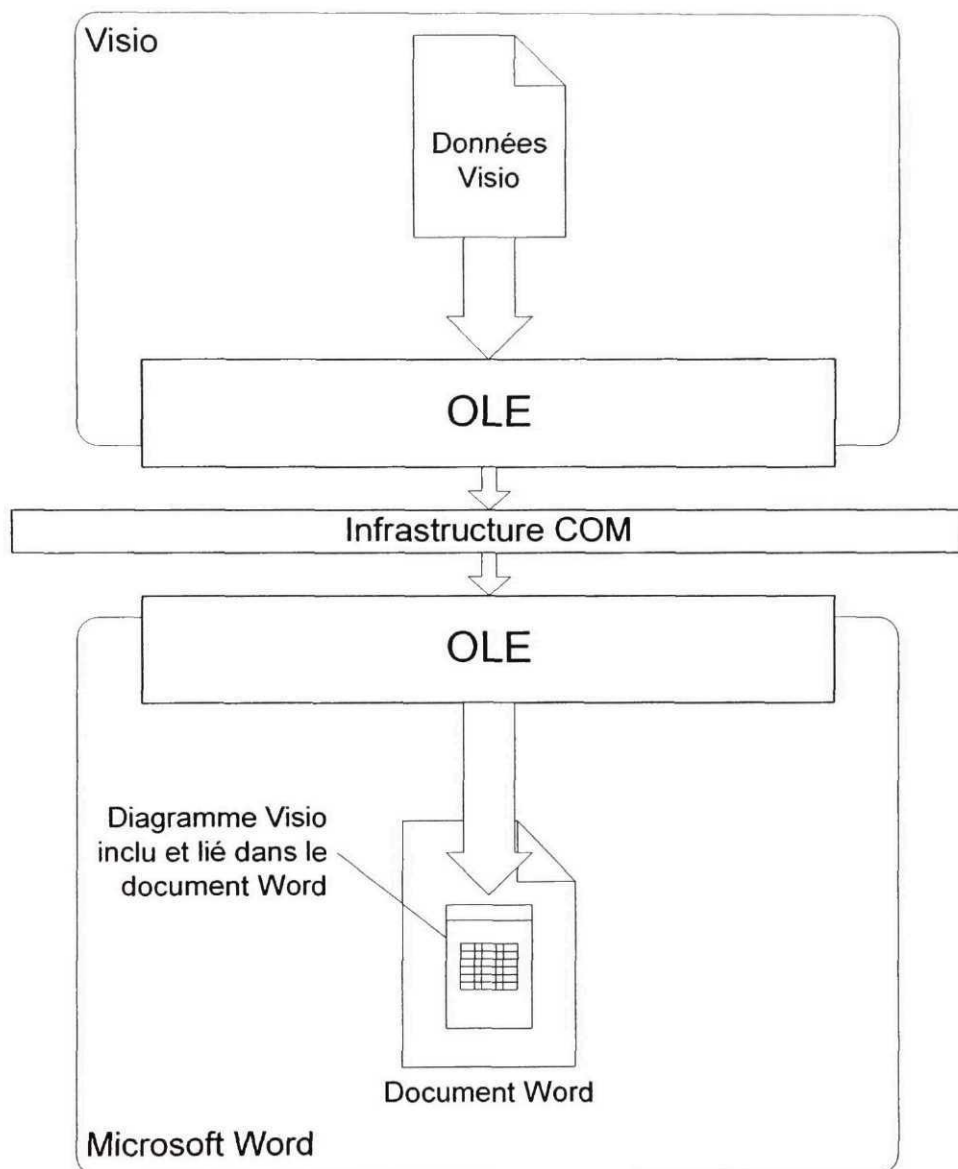 Visio
Données
Visio
OLE
Infrastructure COM
OLE
Diagramme Visio
inclu et lié dans le
document Word
Document Word
Microsoft Word